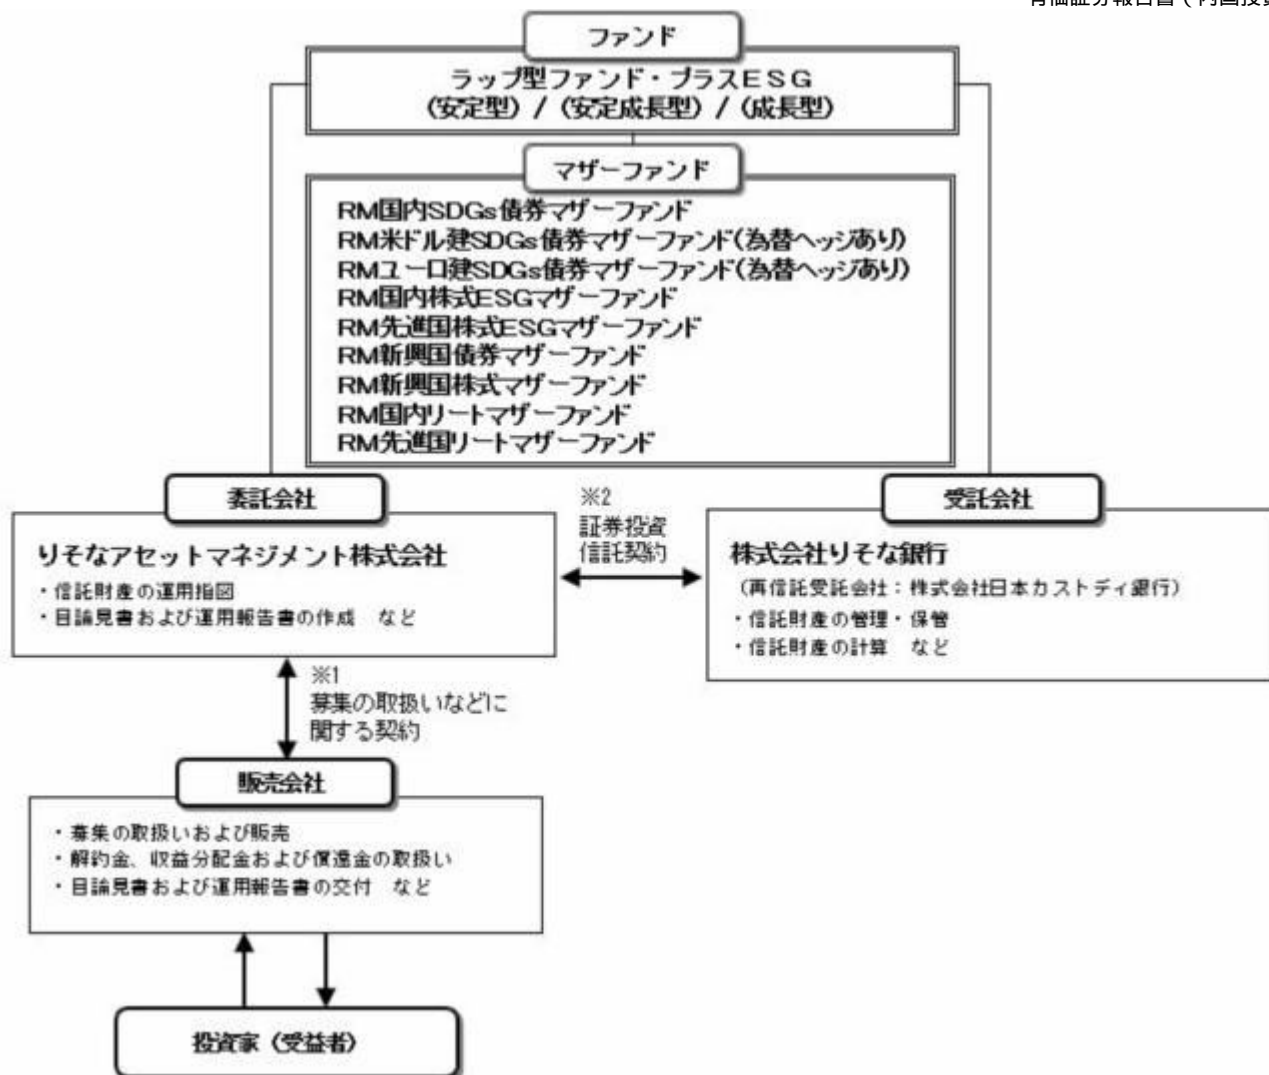 ファンド
ラップ型ファンド・プラスESG
(安定型) / (安定成長型) / (成長型)
マザーファンド
RM国内SDGs債券マザーファンド
RM米ドル建SDGs債券マザーファンド(為替ヘッジあり)
RMユーロ建SDGs債券マザーファンド(為替ヘッジあり)
RM国内株式ESGマザーファンド
RM先進国株式ESGマザーファンド
RM新興国債券マザーファンド
RM新興国株式マザーファンド
RM国内リートマザーファンド
RM先進国リートマザーファンド
委託会社
りそなアセットマネジメント株式会社
・信託財産の運用指図
・目論見書および運用報告書の作成 など
※2
証券投資
信託契約
受託会社
株式会社りそな銀行
(再信託受託会社：株式会社日本カストディ銀行)
・信託財産の管理・保管
・信託財産の計算 など
※1
募集の取扱いなどに
関する契約
販売会社
・募集の取扱いおよび販売
・解約金、収益分配金および償還金の取扱い
・目論見書および運用報告書の交付 など
投資家 (受益者)